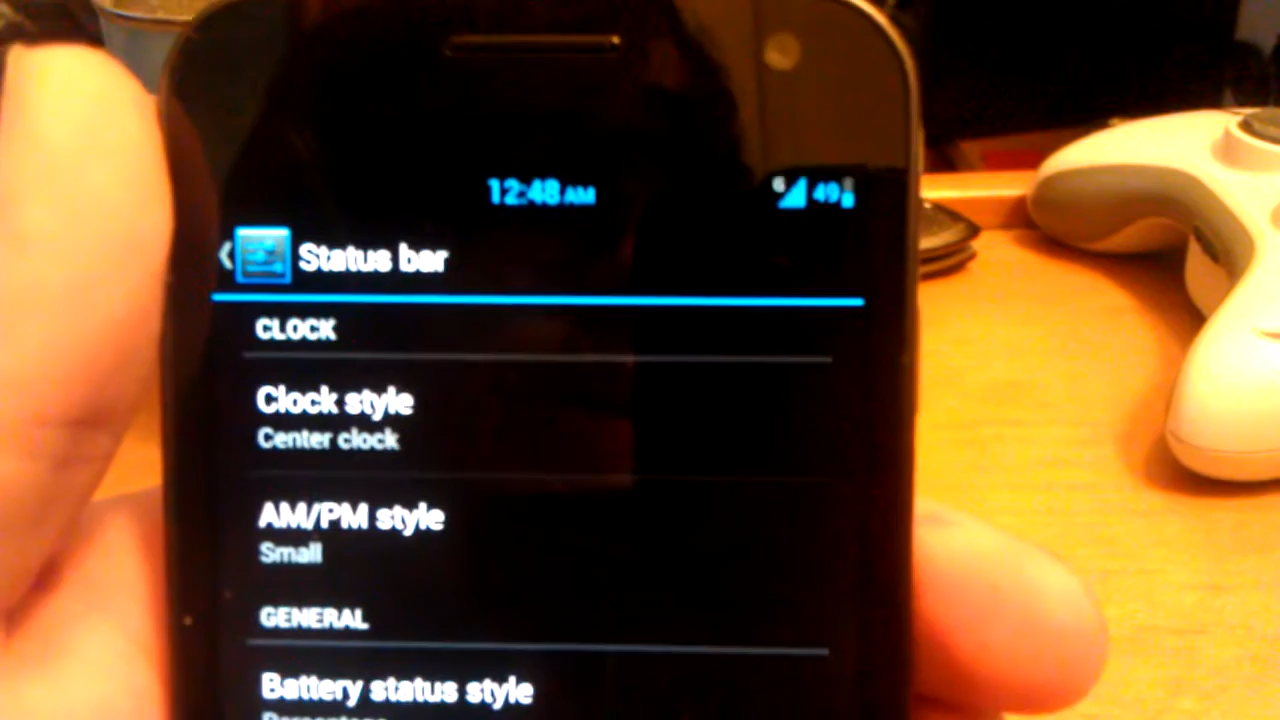 12:48 AM
G 49
Status bar
CLOCK
Clock style
Center clock
AM/PM style
Small
GENERAL
Battery status style
Percentage